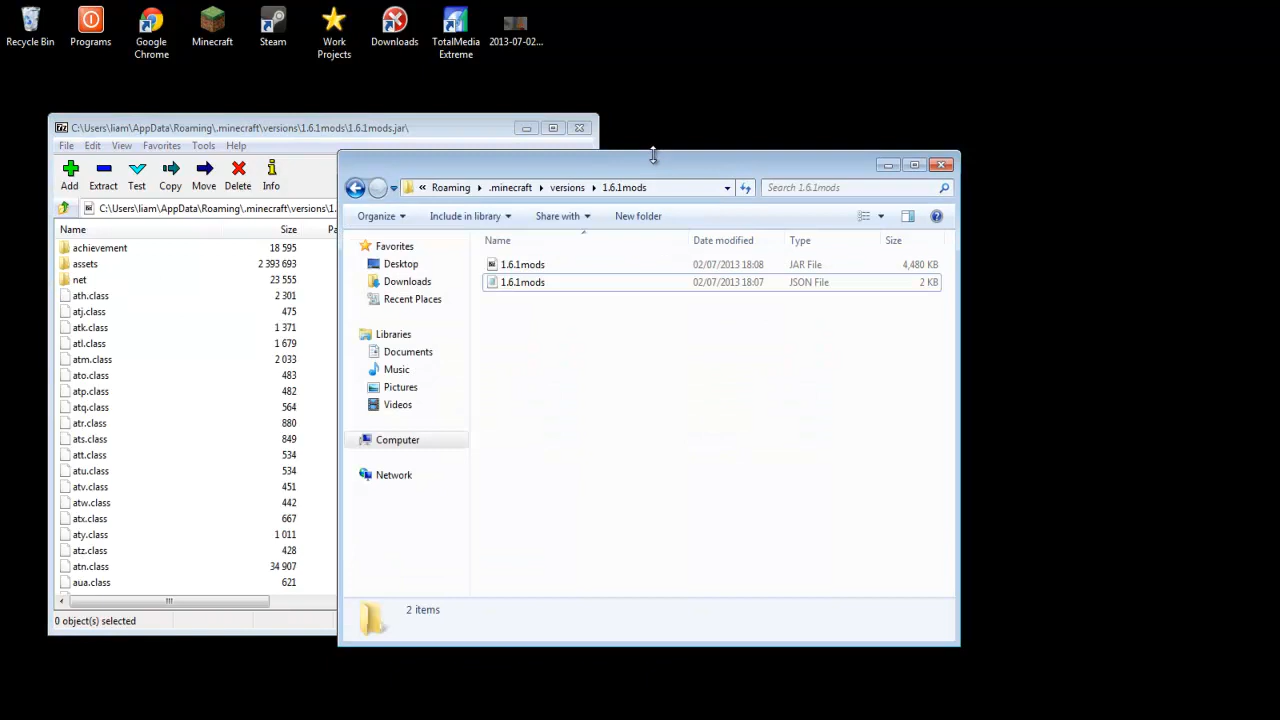 Recycle Bin
Programs
Google
Chrome
Minecraft
Steam
Work
Projects
Downloads
TotalMedia
Extreme
2013-07-02...
C:\Users\liam\AppData\Roaming\.minecraft\versions\1.6.1mods\1.6.1mods.jar\
File Edit View Favorites Tools Help
Add Extract Test Copy Move Delete Info
C:\Users\liam\AppData\Roaming\.minecraft\versions\1.
Name Size Pa
achievement 18 595
assets 2 393 693
net 23 555
ath.class 2 301
atj.class 475
atk.class 1 371
atl.class 1 679
atm.class 2 033
ato.class 483
atp.class 482
atq.class 564
atr.class 880
ats.class 849
att.class 534
atu.class 534
atv.class 451
atw.class 442
atx.class 667
aty.class 1 011
atz.class 428
atn.class 34 907
aua.class 621
0 object(s) selected
« Roaming .minecraft versions 1.6.1mods
Search 1.6.1mods
Organize Include in library Share with New folder
Favorites
Desktop
Downloads
Recent Places
Libraries
Documents
Music
Pictures
Videos
Computer
Network
Name Date modified Type Size
1.6.1mods 02/07/2013 18:08 JAR File 4,480 KB
1.6.1mods 02/07/2013 18:07 JSON File 2 KB
2 items